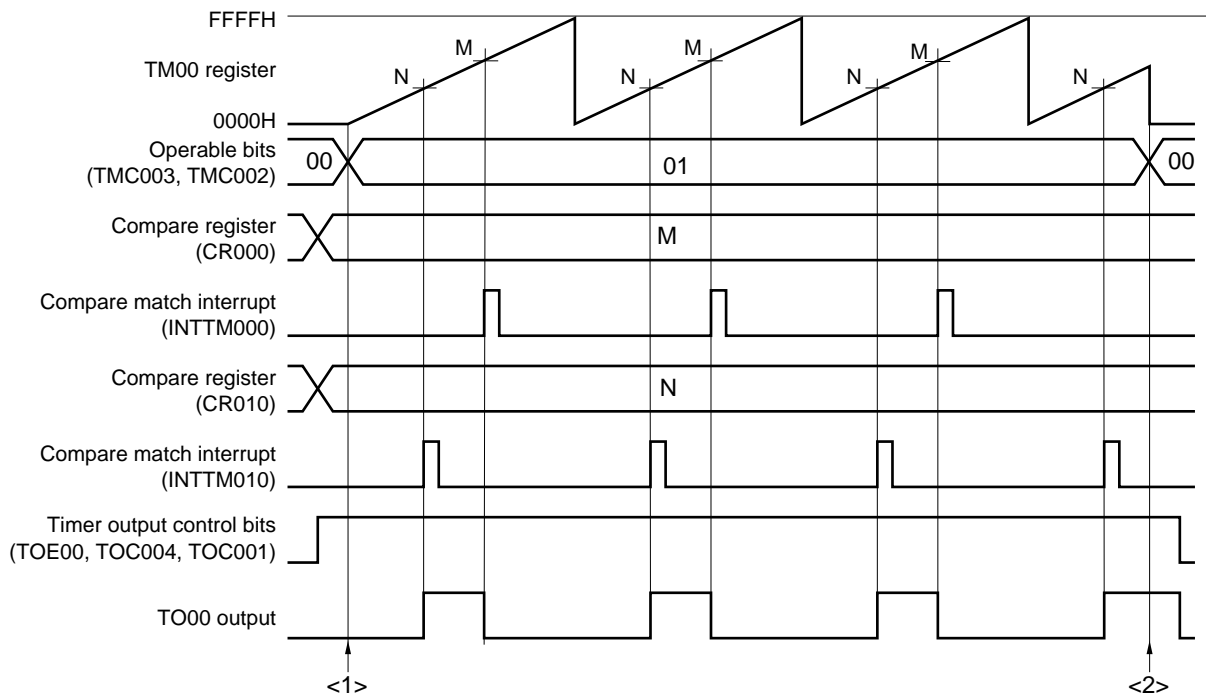 FFFFH
TM00 register
N M N M N M N
0000H
Operable bits
(TMC003, TMC002)
00 01 00
Compare register
(CR000)
M
Compare match interrupt
(INTTM000)
Compare register
(CR010)
N
Compare match interrupt
(INTTM010)
Timer output control bits
(TOE00, TOC004, TOC001)
TO00 output
<1> <2>